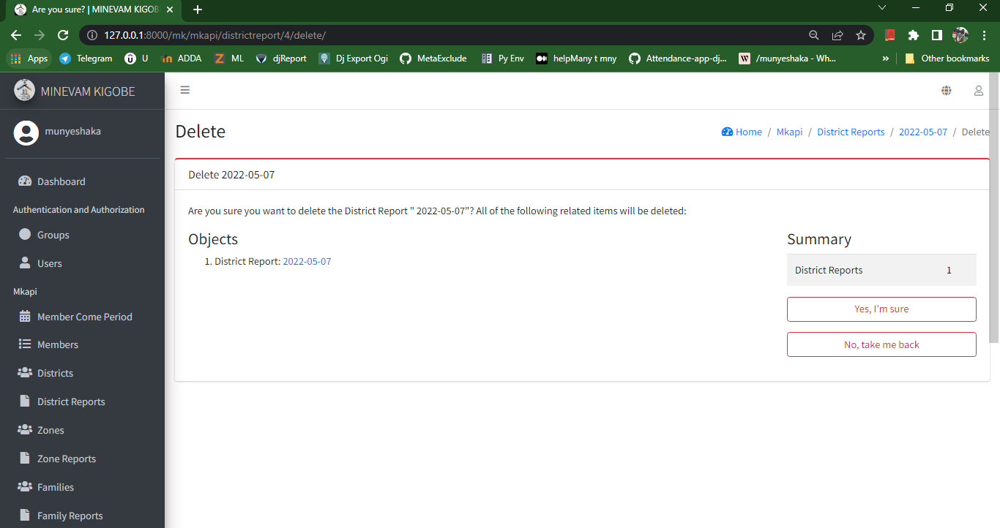 Are you sure? | MINEVAM KIGOB
127.0.0.1:8000/mk/mkapi/districtreport/4/delete/
Apps Telegram U ADDA ML djReport Dj Export Ogi MetaExclude Py Env helpMany t mny Attendance-app-dj... /munyeshaka - Wh... » Other bookmarks
MINEVAM KIGOBE
munyeshaka
Dashboard
Authentication and Authorization
Groups
Users
Mkapi
Member Come Period
Members
Districts
District Reports
Zones
Zone Reports
Families
Family Reports
Delete
Home / Mkapi / District Reports / 2022-05-07 / Delete
Delete 2022-05-07
Are you sure you want to delete the District Report " 2022-05-07"? All of the following related items will be deleted:
Objects
1. District Report: 2022-05-07
Summary
District Reports 1
Yes, I'm sure
No, take me back